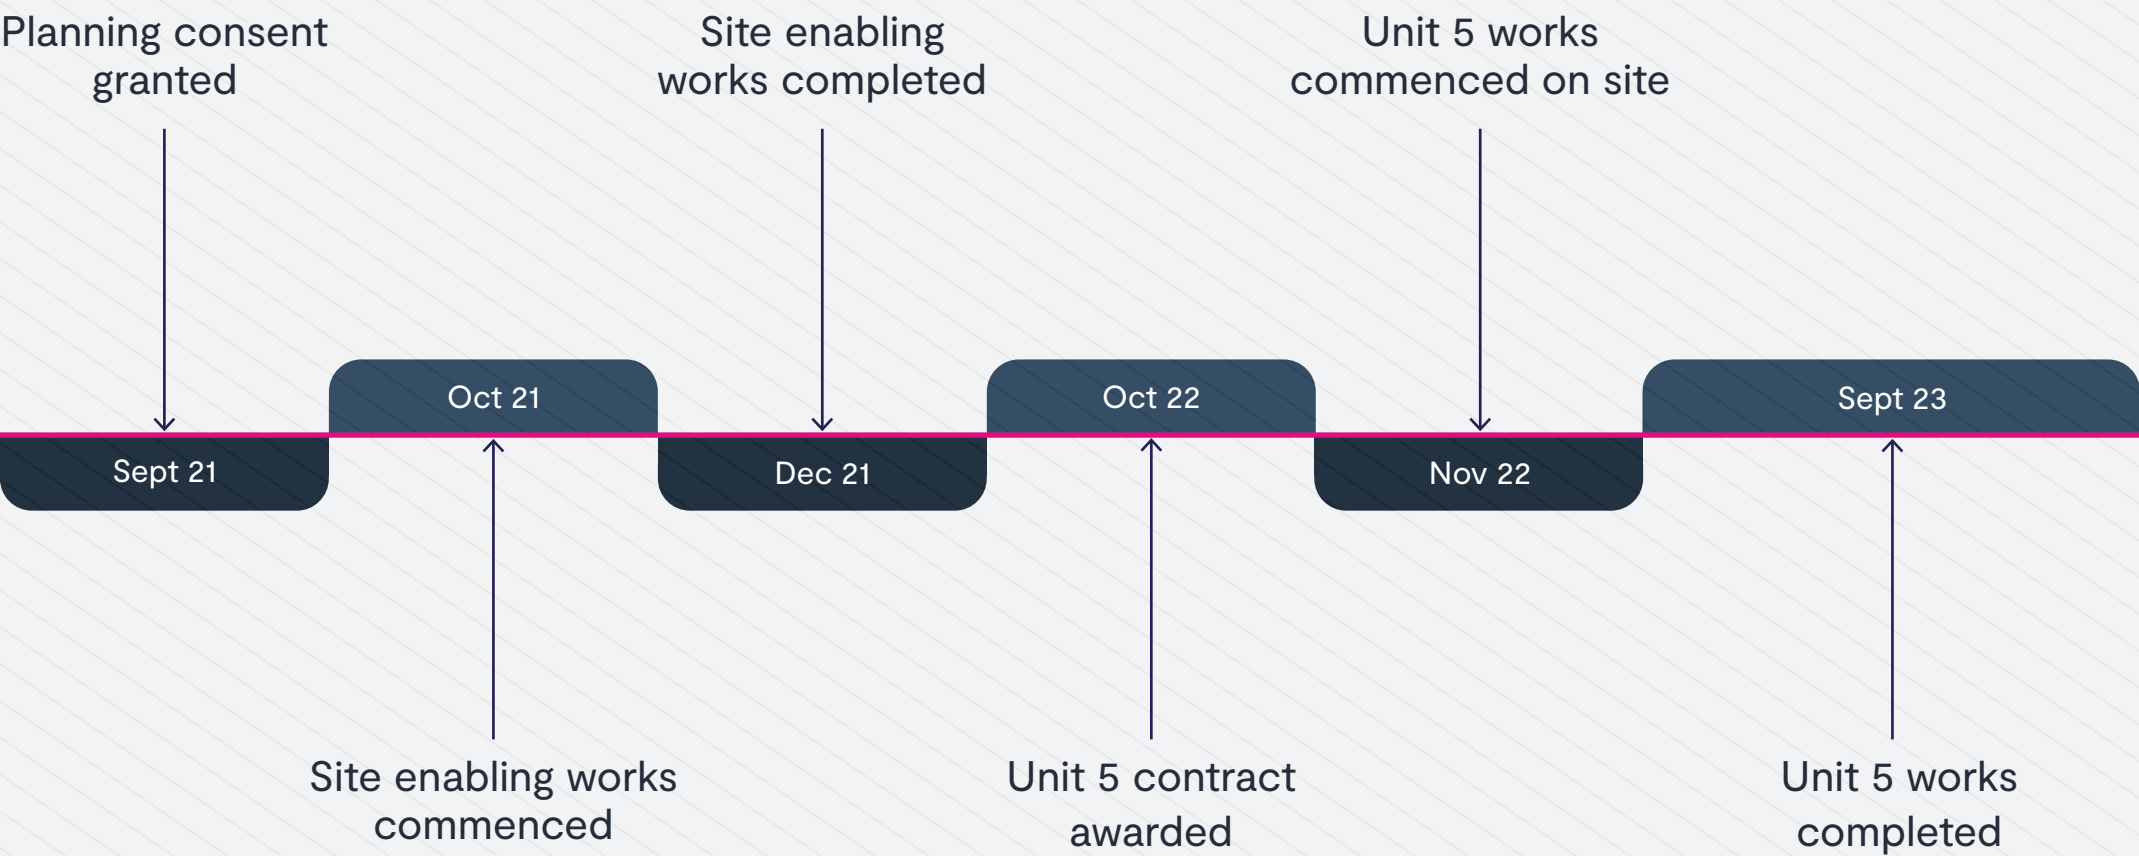 Planning consent
granted
Site enabling
works completed
Unit 5 works
commenced on site
Oct 21
Oct 22
Sept 23
Sept 21
Dec 21
Nov 22
Site enabling works
commenced
Unit 5 contract
awarded
Unit 5 works
completed